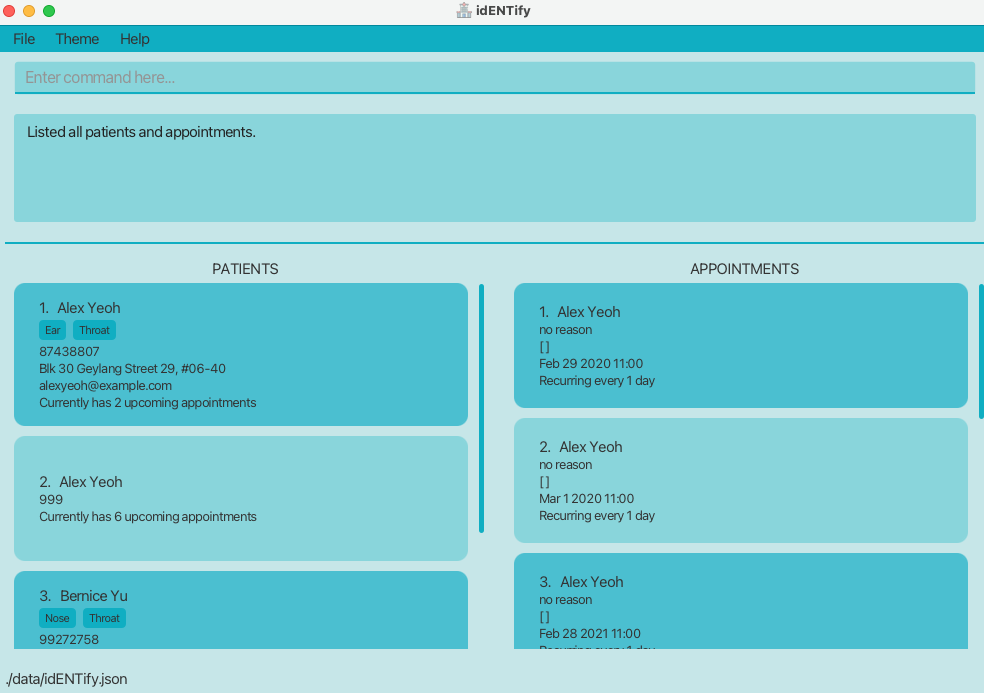 idENTify
File Theme Help
Enter command here...
Listed all patients and appointments.
PATIENTS
1. Alex Yeoh
Ear Throat
87438807
Blk 30 Geylang Street 29, #06-40
alexyeoh@example.com
Currently has 2 upcoming appointments
2. Alex Yeoh
999
Currently has 6 upcoming appointments
3. Bernice Yu
Nose Throat
99272758
APPOINTMENTS
1. Alex Yeoh
no reason
[ ]
Feb 29 2020 11:00
Recurring every 1 day
2. Alex Yeoh
no reason
[ ]
Mar 1 2020 11:00
Recurring every 1 day
3. Alex Yeoh
no reason
[ ]
Feb 28 2021 11:00
Recurring every 1 day
./data/idENTify.json